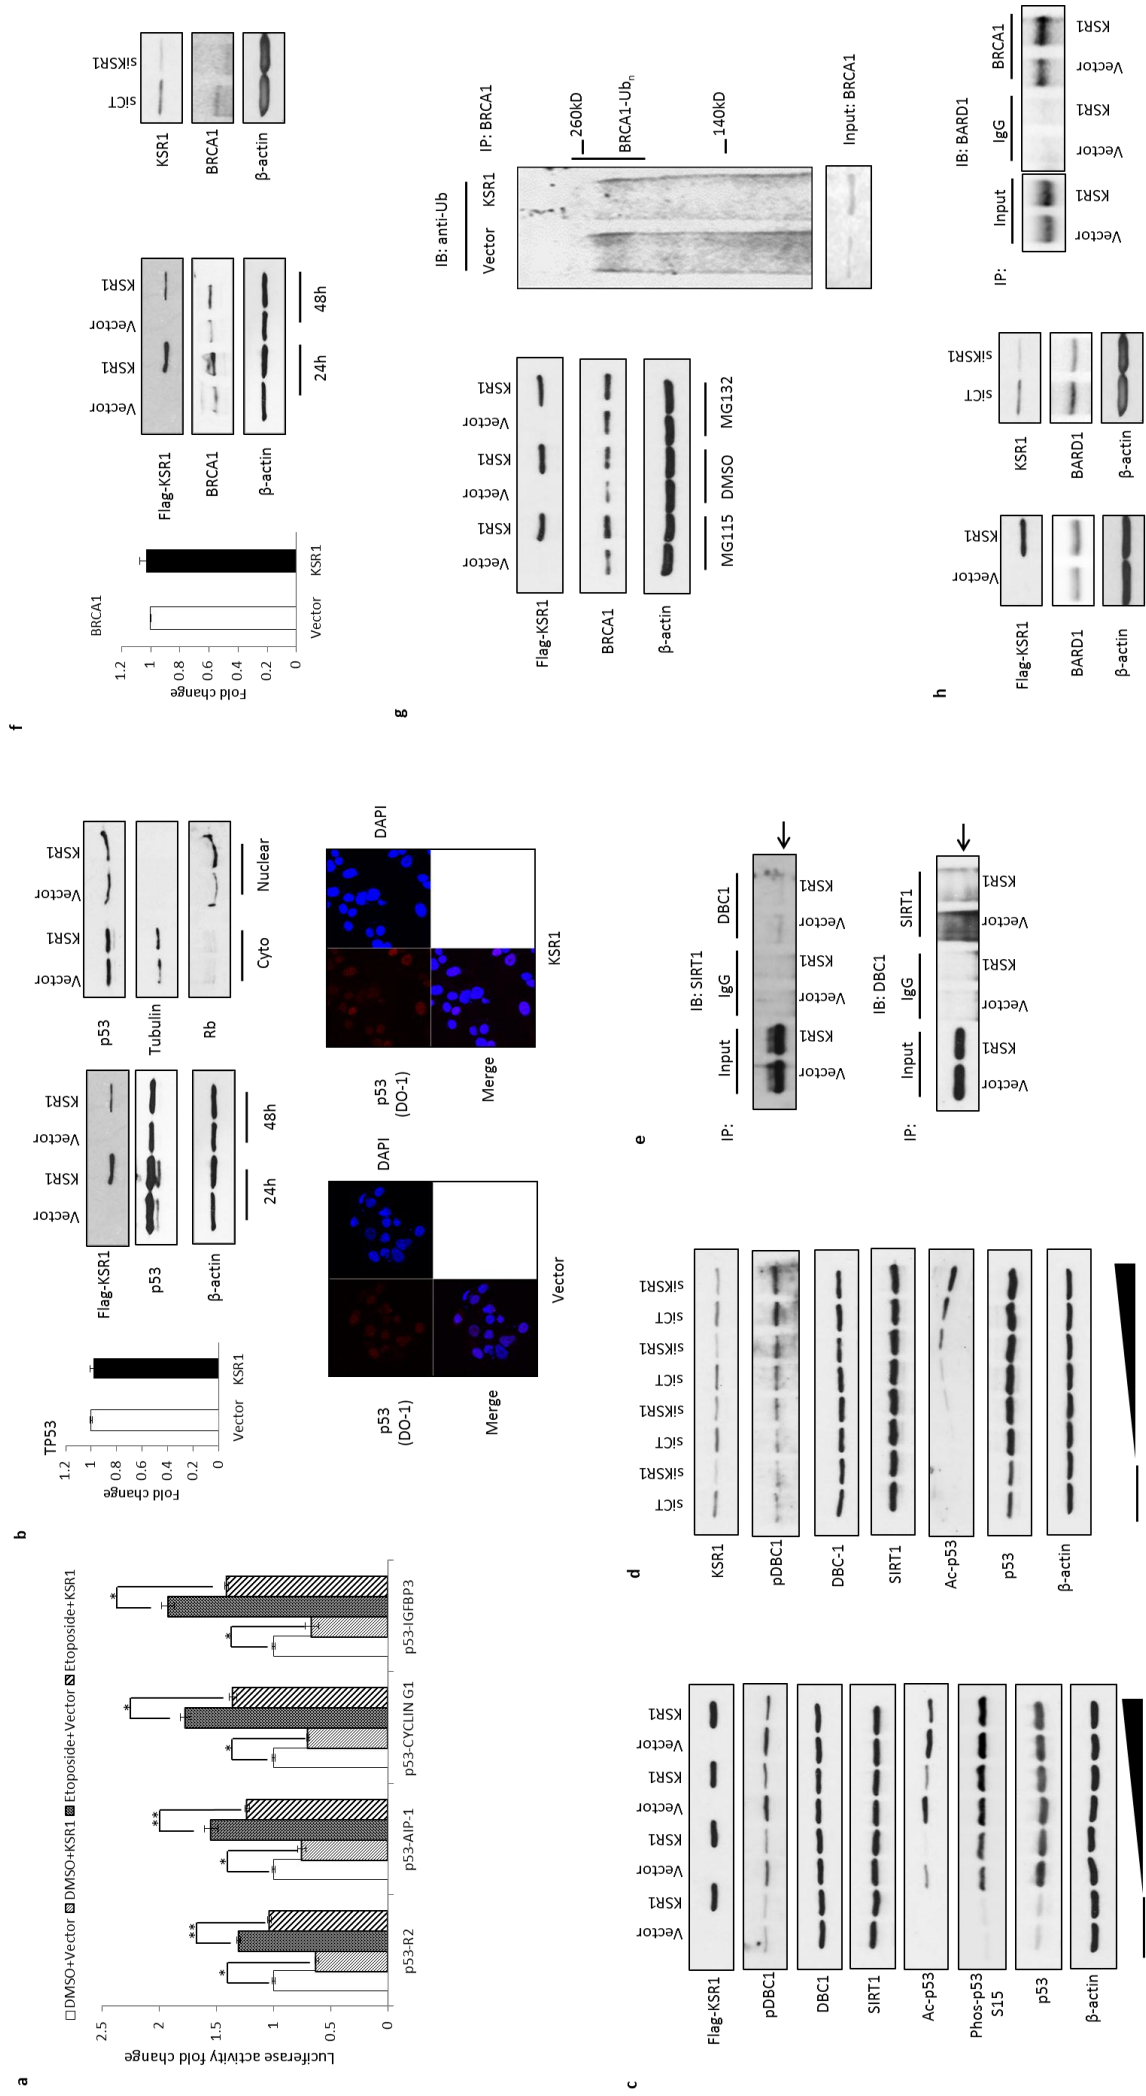 a
□DMSO+Vector DMSO+KSR1 Etoposide+Vector Etoposide+KSR1
Luciferase activity fold change
2.5
2
1.5
1
0.5
0
* ** * ** * * * *
p53-R2 p53-AIP-1 p53-CYCLIN G1 p53-IGFBP3
b
TP53
Fold change
1.2
1
0.8
0.6
0.4
0.2
0
Vector KSR1
Vector KSR1 Vector KSR1
Flag-KSR1
p53
β-actin
24h 48h
Vector KSR1 Vector KSR1
p53
Tubulin
Rb
Cyto Nuclear
p53
(DO-1)
DAPI
Merge
Vector
p53
(DO-1)
DAPI
Merge
KSR1
c
Vector KSR1 Vector KSR1 Vector KSR1 Vector KSR1
Flag-KSR1
pDBC1
DBC1
SIRT1
Ac-p53
Phos-p53
S15
p53
β-actin
d
siCT siKSR1 siCT siKSR1 siCT siKSR1 siCT siKSR1
KSR1
pDBC1
DBC-1
SIRT1
Ac-p53
p53
β-actin
e
IB: SIRT1
IP: Input IgG DBC1
Vector KSR1 Vector KSR1 Vector KSR1
IB: DBC1
IP: Input IgG SIRT1
Vector KSR1 Vector KSR1 Vector KSR1
f
BRCA1
Fold change
1.2
1
0.8
0.6
0.4
0.2
0
Vector KSR1
Vector KSR1 Vector KSR1
Flag-KSR1
BRCA1
β-actin
24h 48h
siCT siKSR1
KSR1
BRCA1
β-actin
g
Vector KSR1 Vector KSR1 Vector KSR1
Flag-KSR1
BRCA1
β-actin
MG115 DMSO MG132
IB: anti-Ub
Vector KSR1
IP: BRCA1
260kD
BRCA1-Ubn
140kD
Input: BRCA1
h
Vector KSR1
Flag-KSR1
BARD1
β-actin
siCT siKSR1
KSR1
BARD1
β-actin
IB: BARD1
IP: Input IgG BRCA1
Vector KSR1 Vector KSR1 Vector KSR1